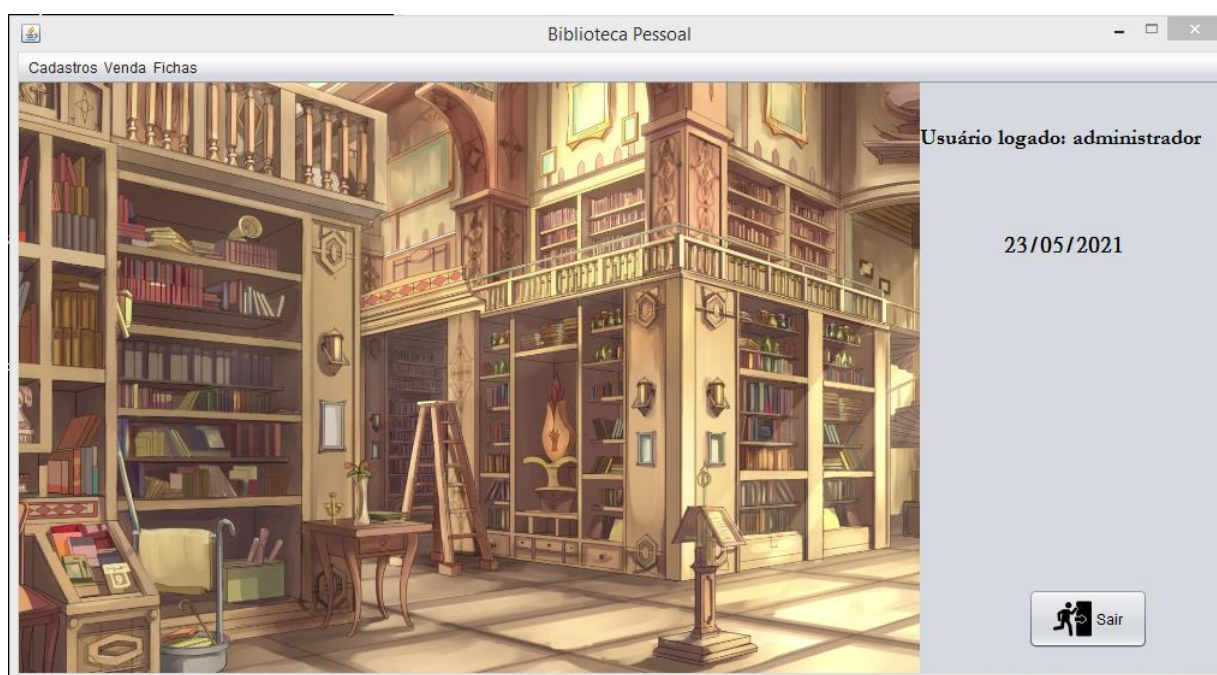 Biblioteca Pessoal
Cadastros Venda Fichas
Usuário logado: administrador
23/05/2021
Sair